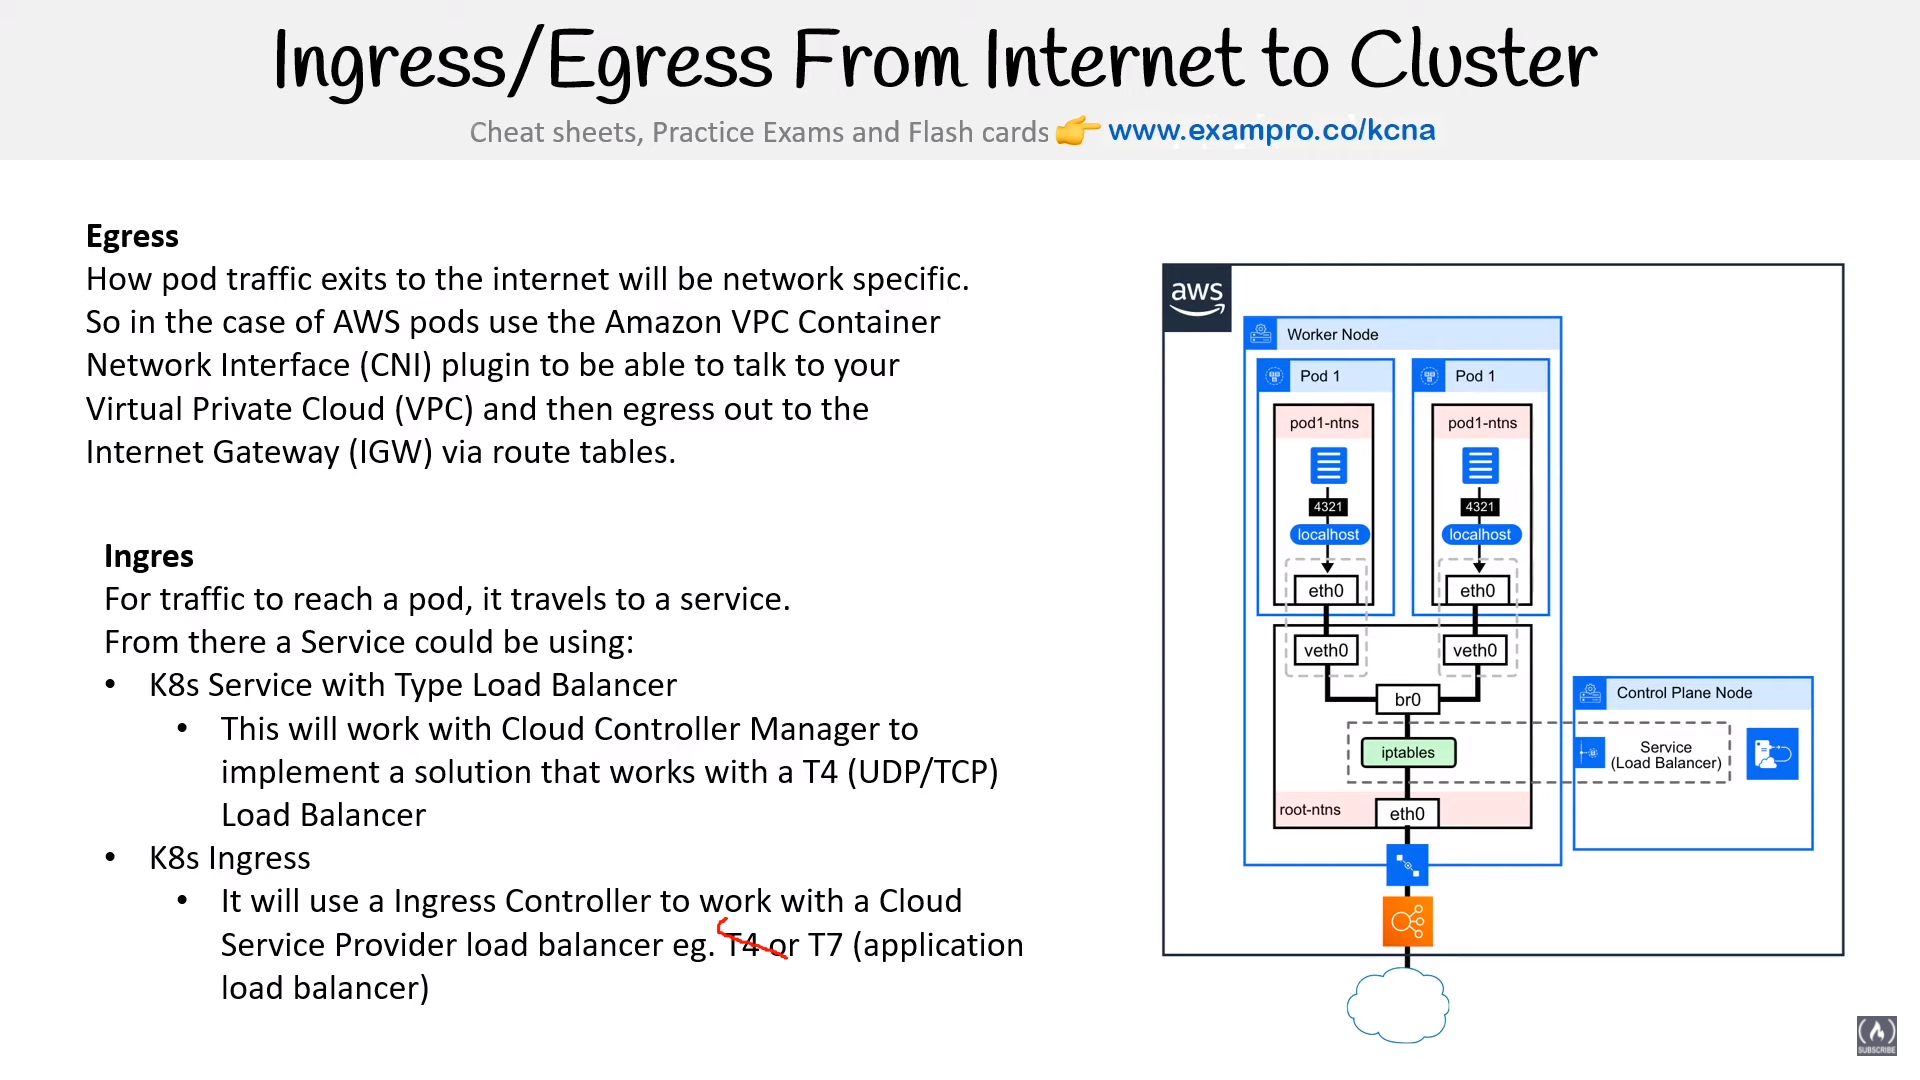 Ingress/Egress From Internet to Cluster
Cheat sheets, Practice Exams and Flash cards 👉 www.exampro.co/kcna
Egress
How pod traffic exits to the internet will be network specific.
So in the case of AWS pods use the Amazon VPC Container
Network Interface (CNI) plugin to be able to talk to your
Virtual Private Cloud (VPC) and then egress out to the
Internet Gateway (IGW) via route tables.
Ingres
For traffic to reach a pod, it travels to a service.
From there a Service could be using:
• K8s Service with Type Load Balancer
• This will work with Cloud Controller Manager to
implement a solution that works with a T4 (UDP/TCP)
Load Balancer
• K8s Ingress
• It will use a Ingress Controller to work with a Cloud
Service Provider load balancer eg. T4 or T7 (application
load balancer)
aws
Worker Node
Pod 1
Pod 1
pod1-ntns
pod1-ntns
4321
4321
localhost
localhost
eth0
eth0
veth0
veth0
br0
iptables
root-ntns
eth0
Control Plane Node
Service
(Load Balancer)
SUBSCRIBE